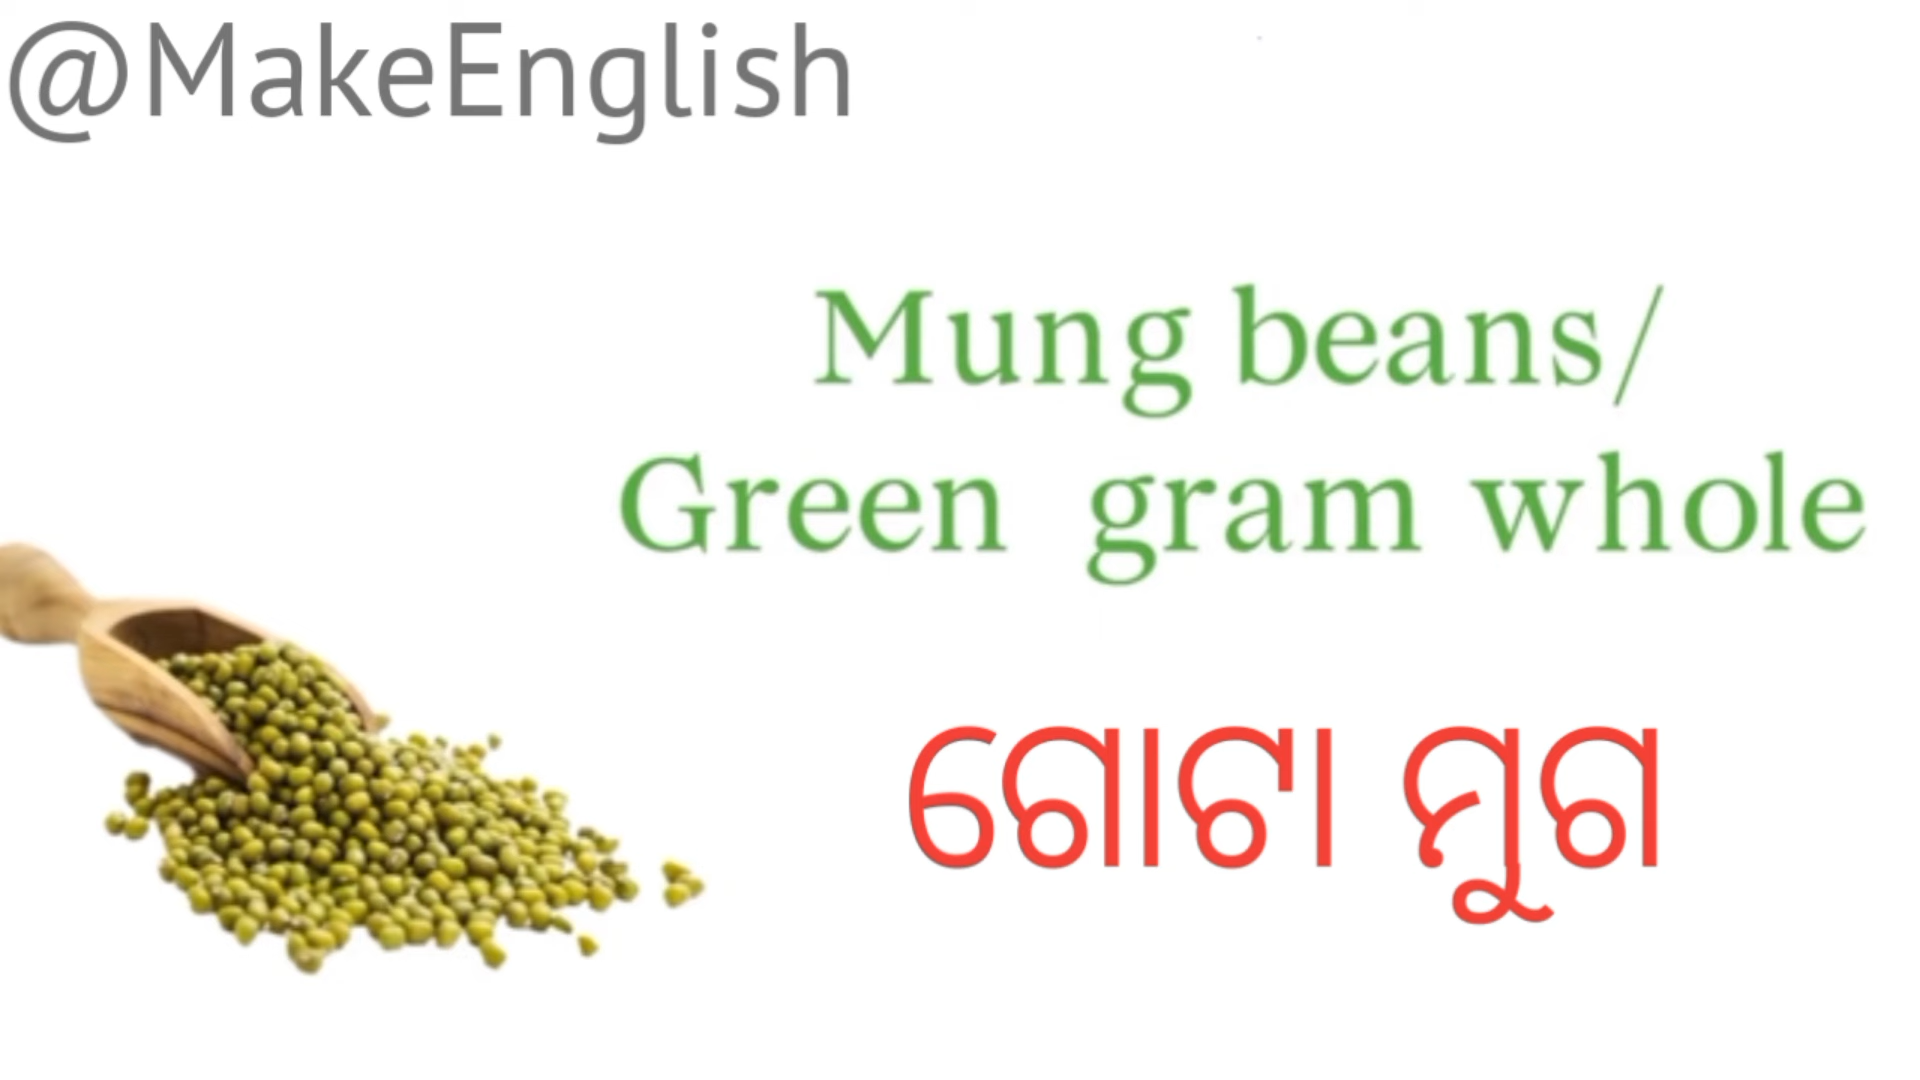 @MakeEnglish
Mung beans/
Green gram whole
ଗୋଟା ମୁଗ